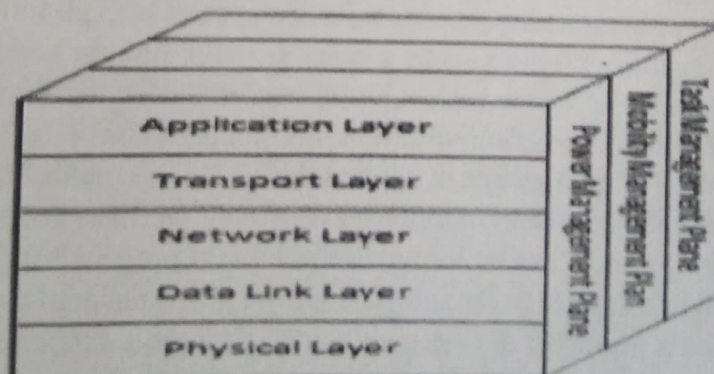 Application Layer
Transport Layer
Network Layer
Data Link Layer
Physical Layer
Power Management Plane
Mobility Management Plan
Task Management Plane